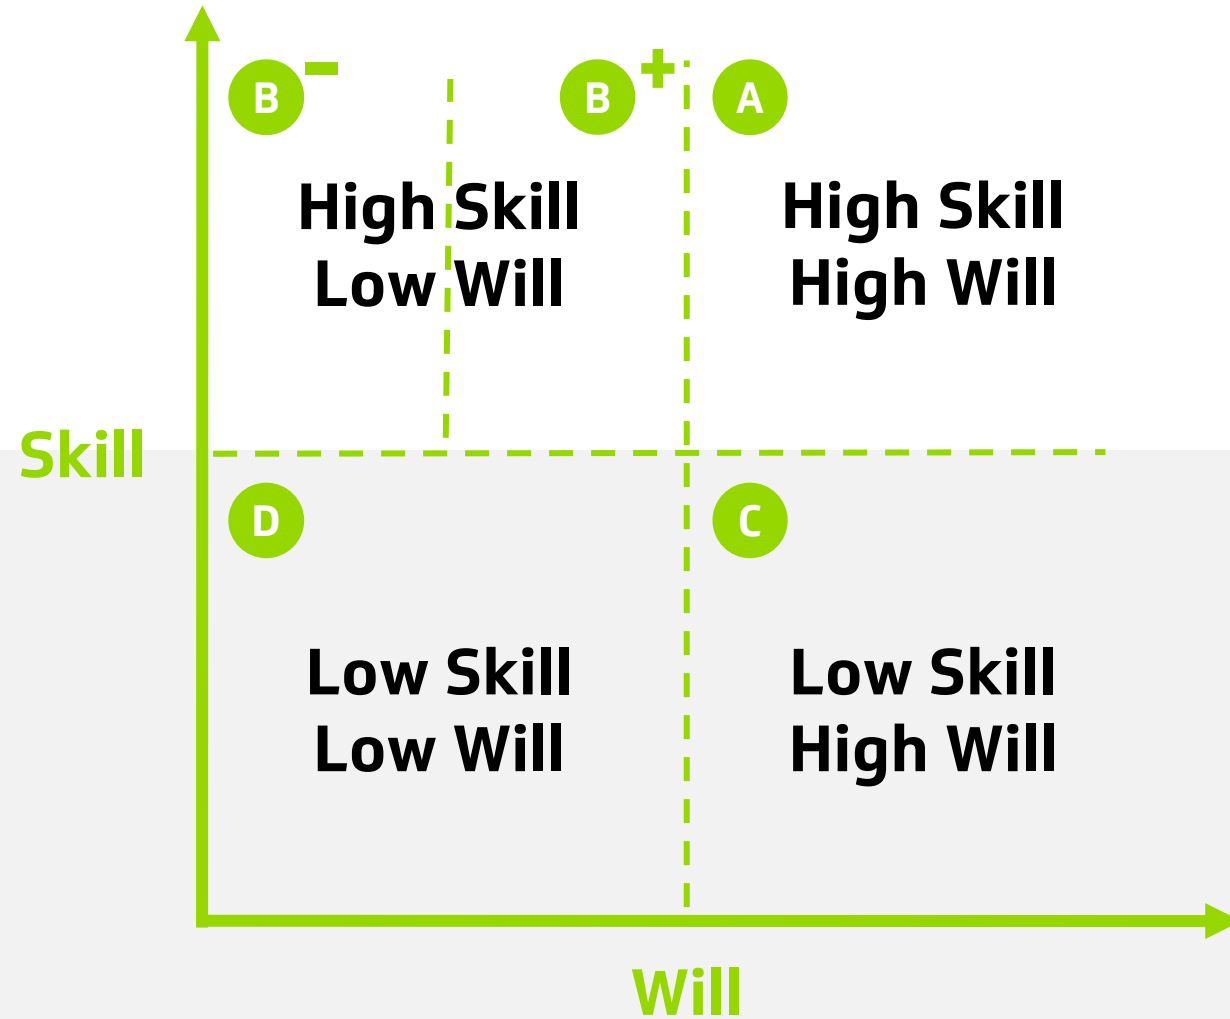 B-
B+
A
High Skill
Low Will
High Skill
High Will
Skill
D
C
Low Skill
Low Will
Low Skill
High Will
Will